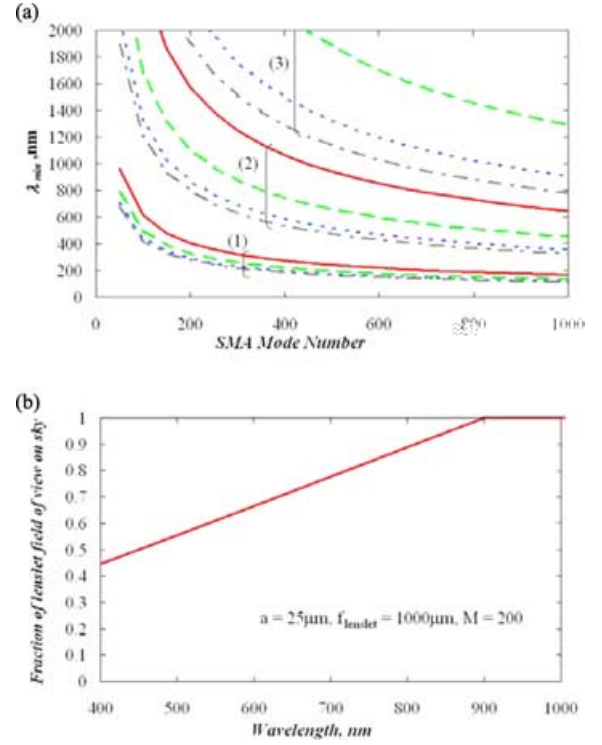 (a)
2000
1800
1600
1400
1200
1000
800
600
400
200
0
λ min ,nm
(3)
(2)
(1)
0 200 400 600 800 1000
SMA Mode Number
(b)
1
0.9
0.8
0.7
0.6
0.5
0.4
0.3
0.2
0.1
0
Fraction of lenslet field of view on sky
a = 25μm, f lenslet = 1000μm, M = 200
400 500 600 700 800 900 1000
Wavelength, nm